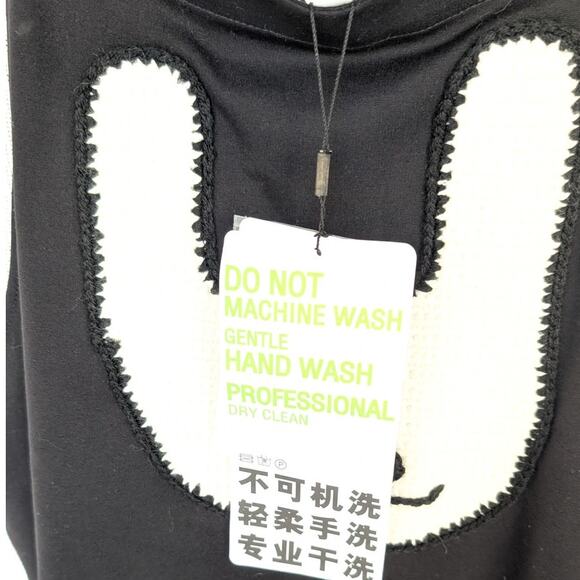 DO NOT
MACHINE WASH
GENTLE
HAND WASH
PROFESSIONAL
DRY CLEAN
P
不可机洗
轻柔手洗
专业干洗